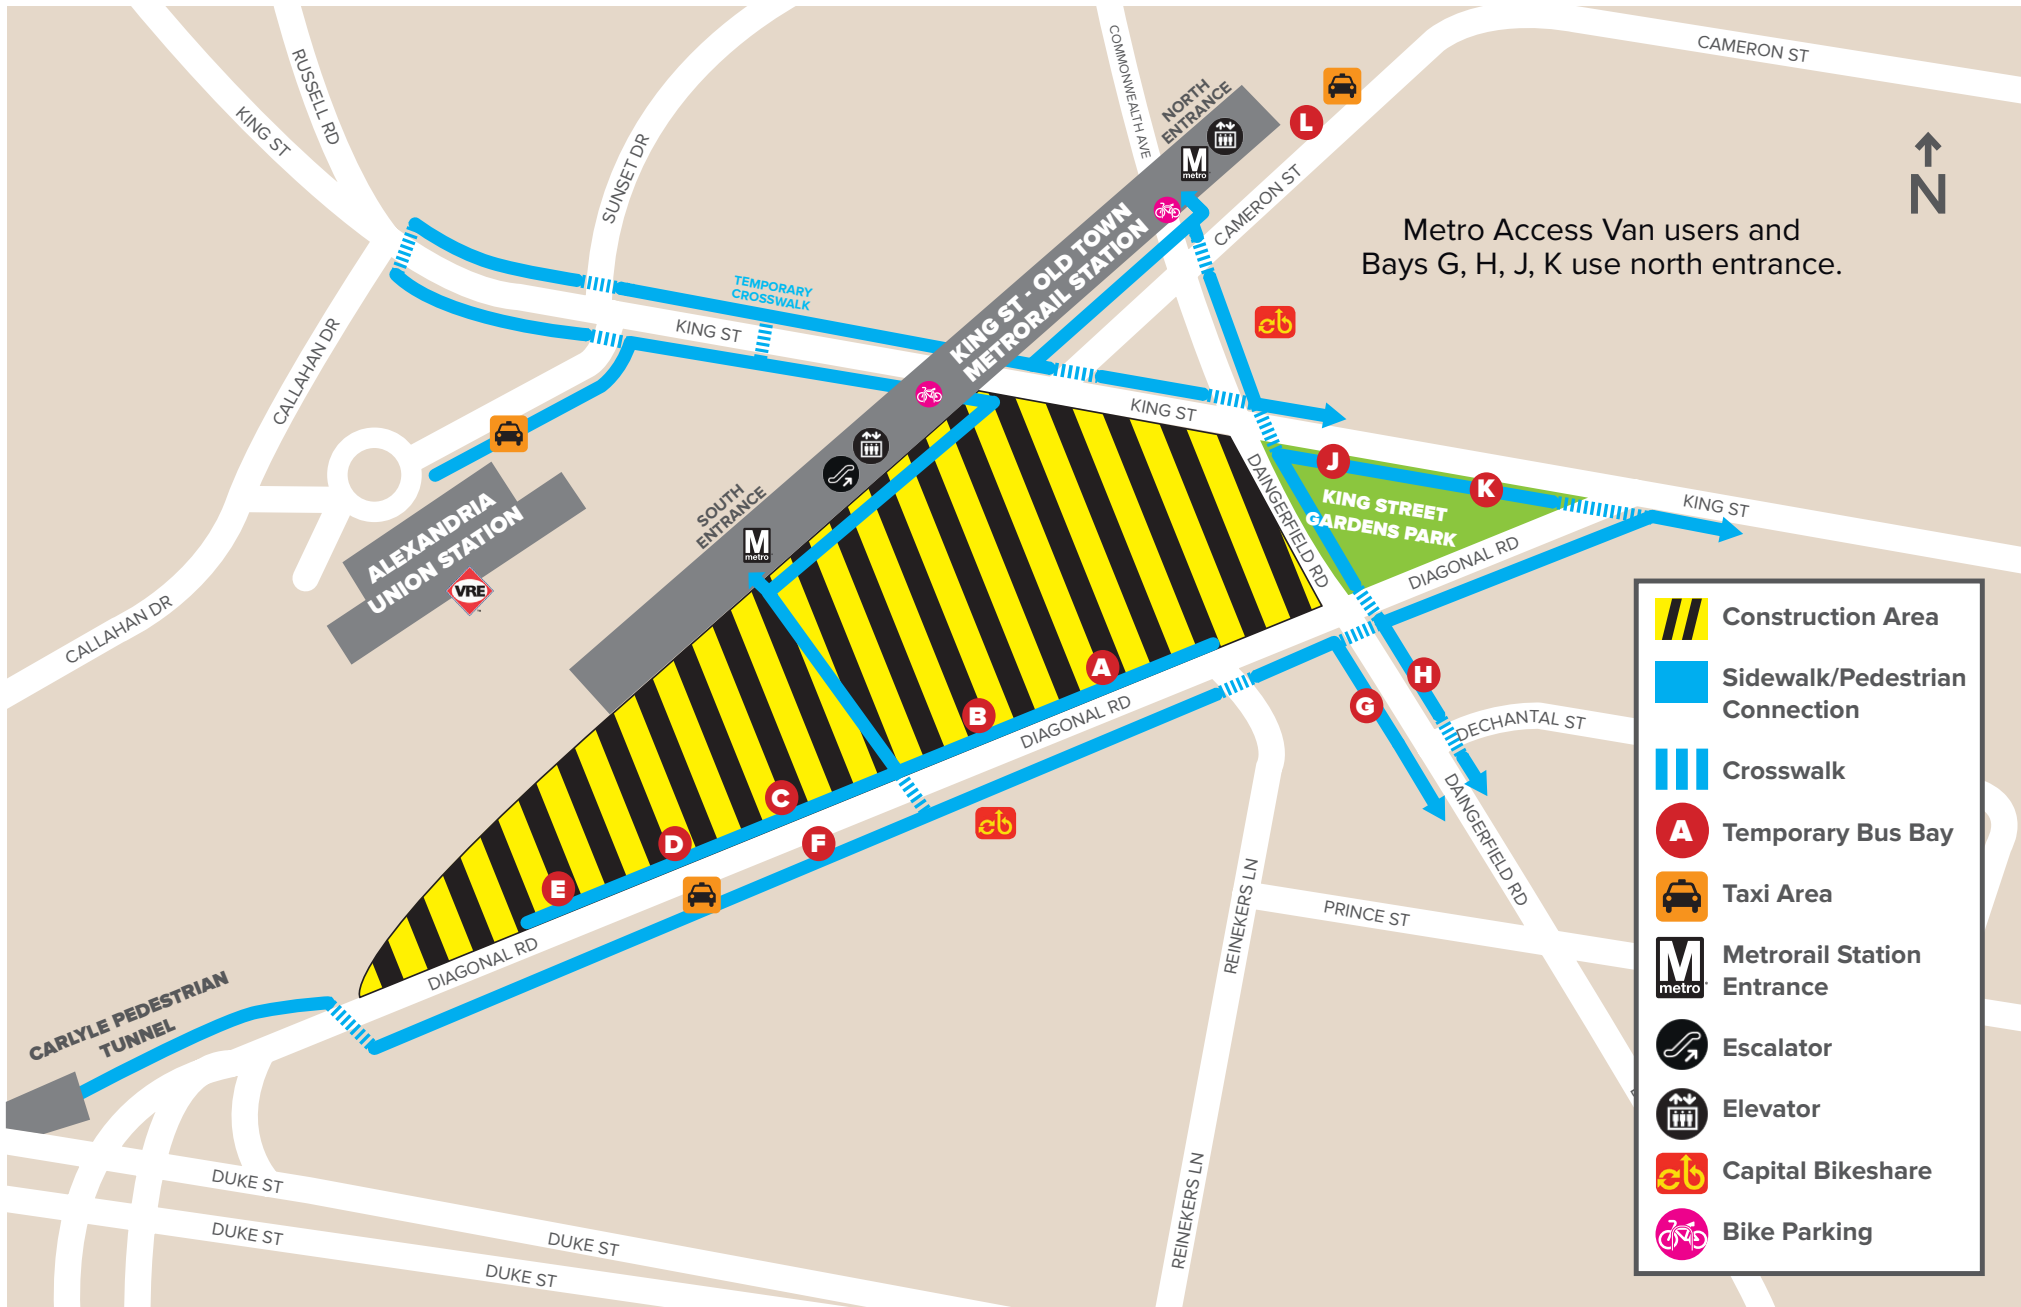 CAMERON ST
RUSSELL RD
KING ST
SUNSET DR
COMMONWEALTH AVE
NORTH
ENTRANCE
L
M
metro
CAMERON ST
N
Metro Access Van users and
Bays G, H, J, K use north entrance.
TEMPORARY
CROSSWALK
KING ST
KING ST - OLD TOWN
METRORAIL STATION
CALLAHAN DR
KING ST
J
K
KING ST
KING STREET
GARDENS PARK
DAINGERFIELD RD
DIAGONAL RD
SOUTH
ENTRANCE
M
metro
ALEXANDRIA
UNION STATION
VRE
CALLAHAN DR
A
B
C
D
E
F
G
H
DIAGONAL RD
DECHANTAL ST
DAINGERFIELD RD
DIAGONAL RD
REINEKERS LN
PRINCE ST
CARLYLE PEDESTRIAN
TUNNEL
DUKE ST
DUKE ST
DUKE ST
DUKE ST
REINEKERS LN
Construction Area
Sidewalk/Pedestrian
Connection
Crosswalk
A
Temporary Bus Bay
Taxi Area
M
metro
Metrorail Station
Entrance
Escalator
Elevator
Capital Bikeshare
Bike Parking